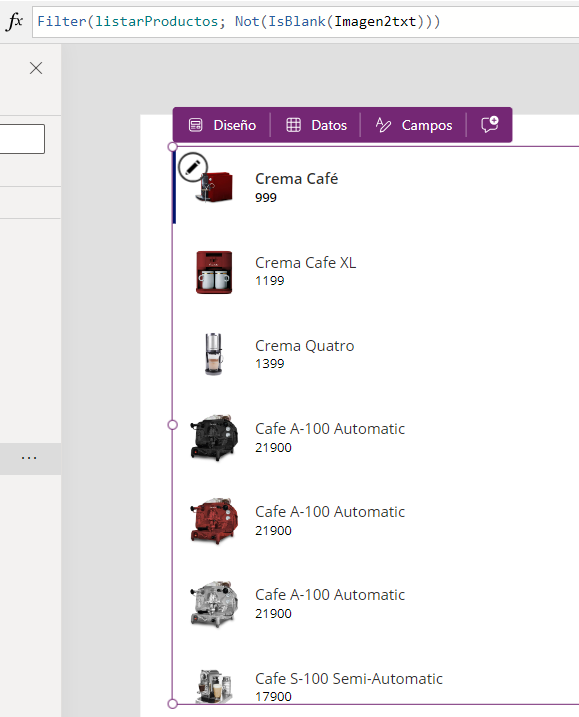 fx Filter(listarProductos; Not(IsBlank(Imagen2txt)))
Diseño Datos Campos
Crema Café
999
Crema Cafe XL
1199
Crema Quatro
1399
Cafe A-100 Automatic
21900
Cafe A-100 Automatic
21900
Cafe A-100 Automatic
21900
Cafe S-100 Semi-Automatic
17900